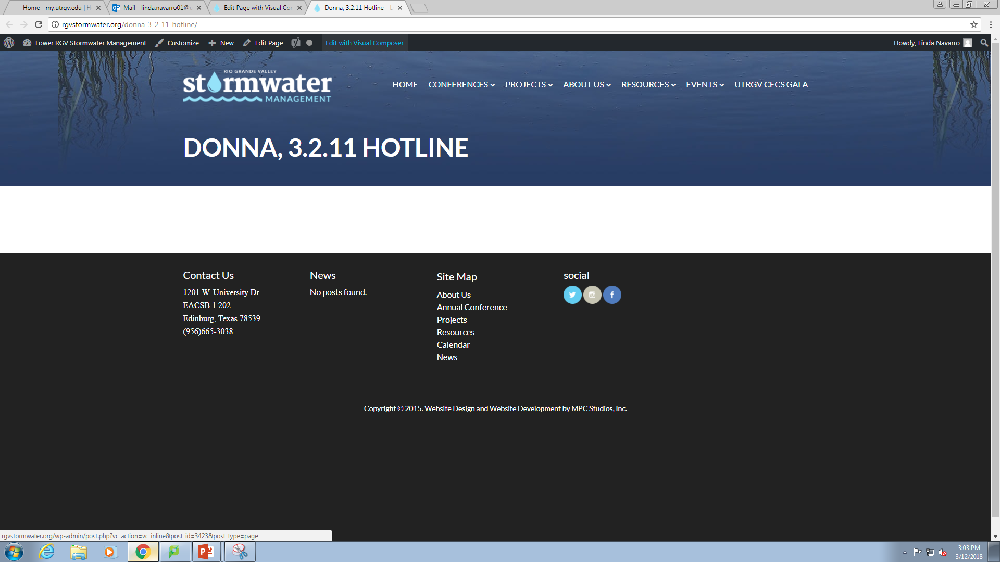 Home - my.utrgv.edu | H
Mail - linda.navarro01@u
Edit Page with Visual Co
Donna, 3.2.11 Hotline - L
rgvstormwater.org/donna-3-2-11-hotline/
Lower RGV Stormwater Management
Customize
New
Edit Page
Edit with Visual Composer
Howdy, Linda Navarro
RIO GRANDE VALLEY
stormwater
MANAGEMENT
HOME
CONFERENCES
PROJECTS
ABOUT US
RESOURCES
EVENTS
UTRGV CECS GALA
DONNA, 3.2.11 HOTLINE
Contact Us
1201 W. University Dr.
EACSB 1.202
Edinburg, Texas 78539
(956)665-3038
News
No posts found.
Site Map
About Us
Annual Conference
Projects
Resources
Calendar
News
social
Copyright © 2015. Website Design and Website Development by MPC Studios, Inc.
rgvstormwater.org/wp-admin/post.php?vc_action=vc_inline&post_id=3423&post_type=page
3:03 PM
3/12/2018